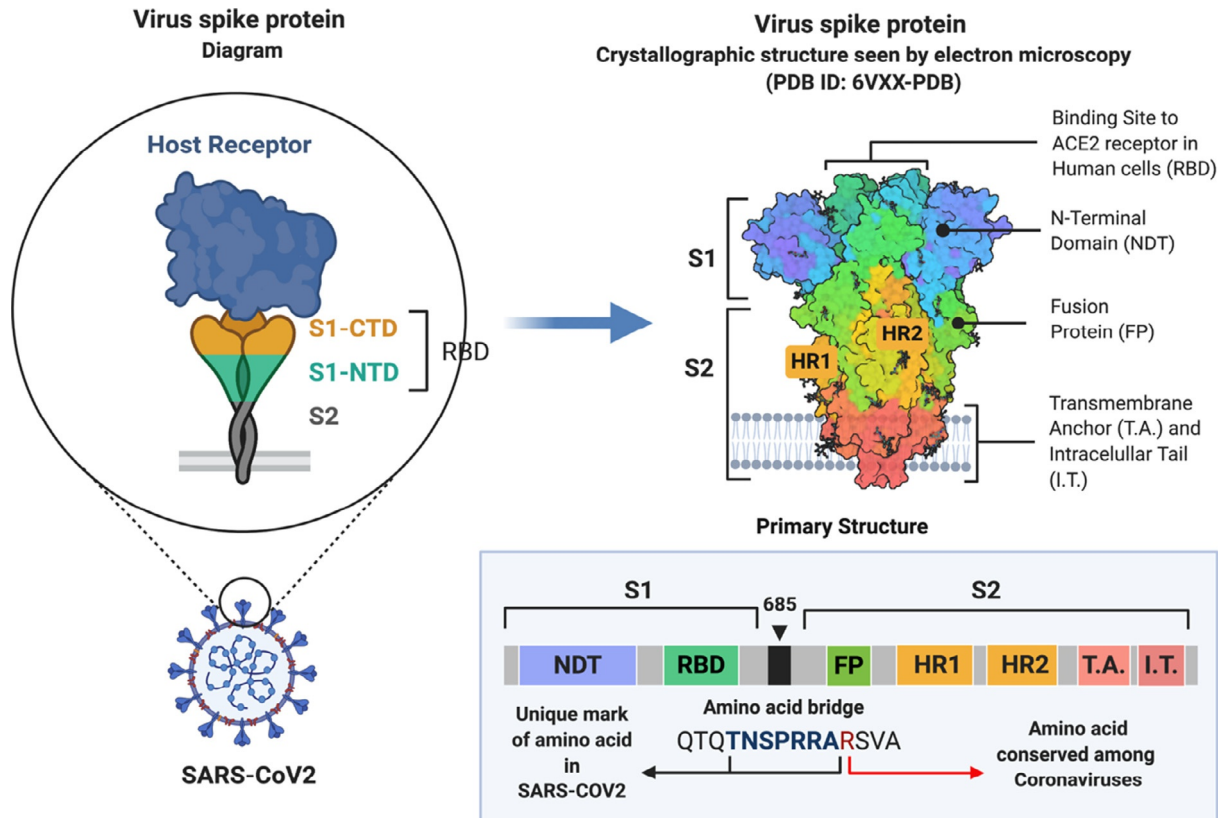 Virus spike protein
Diagram
Host Receptor
S1-CTD
S1-NTD
RBD
S2
SARS-CoV2
Virus spike protein
Crystallographic structure seen by electron microscopy
(PDB ID: 6VXX-PDB)
S1
S2
HR1
HR2
Binding Site to
ACE2 receptor in
Human cells (RBD)
N-Terminal
Domain (NDT)
Fusion
Protein (FP)
Transmembrane
Anchor (T.A.) and
Intracelullar Tail
(I.T.)
Primary Structure
S1
685
S2
NDT
RBD
FP
HR1
HR2
T.A.
I.T.
Unique mark
of amino acid
in
SARS-COV2
Amino acid bridge
QTQTNSPRRARSVA
Amino acid
conserved among
Coronaviruses